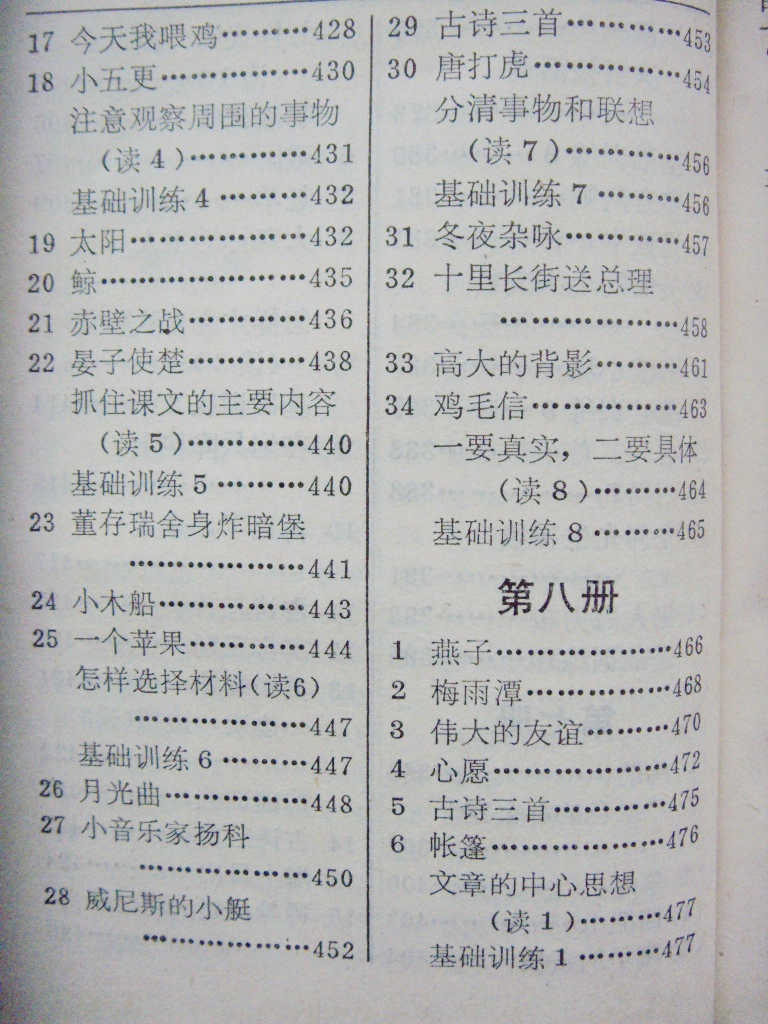 17 今天我喂鸡………428
18 小五更……………430
注意观察周围的事物
（读4）…………431
基础训练4………432
19 太阳………………432
20 鲸…………………435
21 赤壁之战…………436
22 晏子使楚…………438
抓住课文的主要内容
（读5）…………440
基础训练5………440
23 董存瑞舍身炸暗堡
………………441
24 小木船……………443
25 一个苹果…………444
怎样选择材料（读6）
………………447
基础训练6………447
26 月光曲……………448
27 小音乐家扬科
………………450
28 威尼斯的小艇
………………452
29 古诗三首…………453
30 唐打虎……………454
分清事物和联想
（读7）…………456
基础训练7………456
31 冬夜杂咏…………457
32 十里长街送总理
………………458
33 高大的背影………461
34 鸡毛信……………463
一要真实，二要具体
（读8）…………464
基础训练8………465
第八册
1 燕子………………466
2 梅雨潭……………468
3 伟大的友谊………470
4 心愿………………472
5 古诗三首…………475
6 帐篷………………476
文章的中心思想
（读1）………477
基础训练1………477